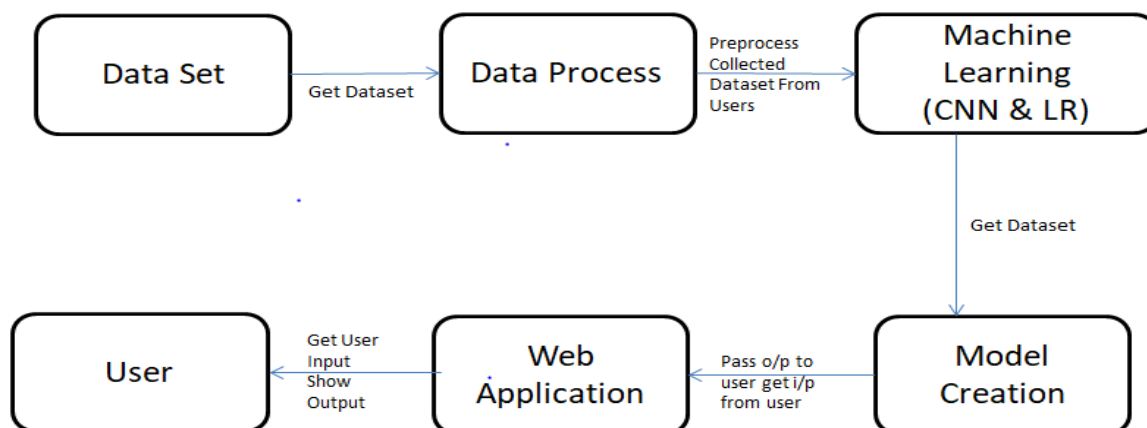 Data Set
Get Dataset
Data Process
Preprocess
Collected
Dataset From
Users
Machine
Learning
(CNN & LR)
Get Dataset
User
Get User
Input
Show
Output
Web
Application
Pass o/p to
user get i/p
from user
Model
Creation